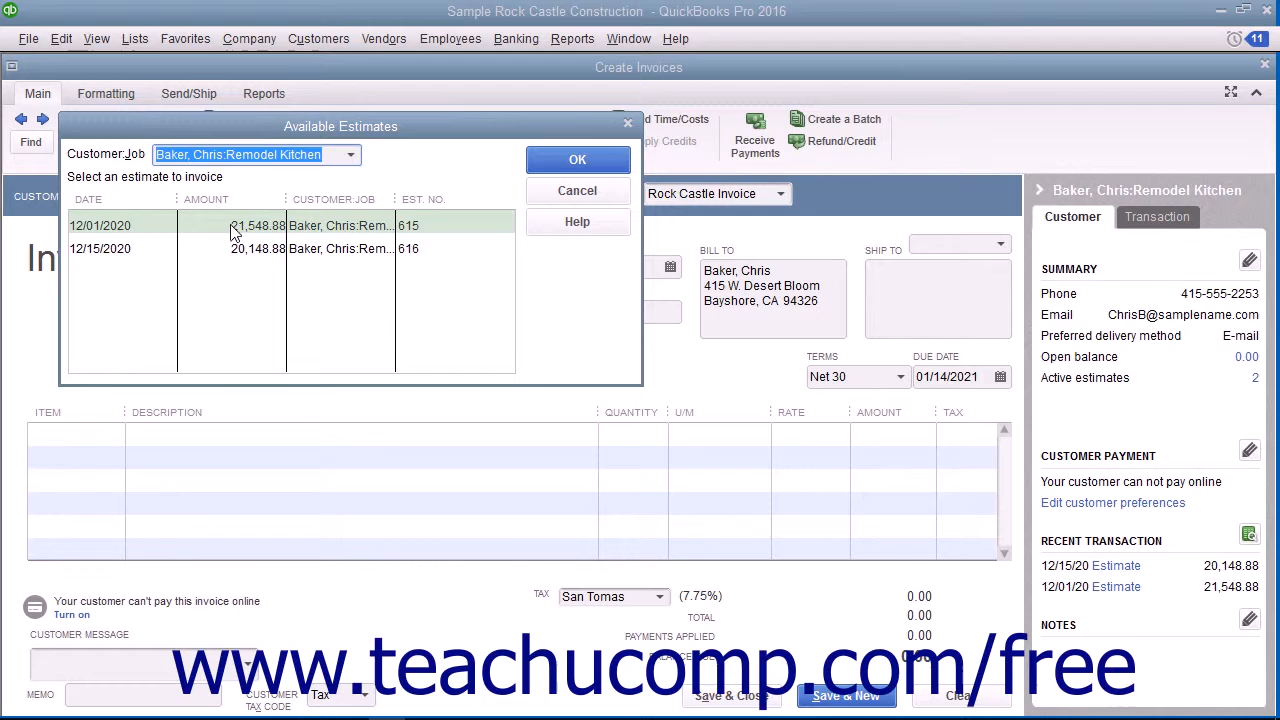 qb
Sample Rock Castle Construction - QuickBooks Pro 2016
File Edit View Lists Favorites Company Customers Vendors Employees Banking Reports Window Help 11
Create Invoices
Main Formatting Send/Ship Reports
Find
d Time/Costs
ply Credits
Receive
Payments
Create a Batch
Refund/Credit
Available Estimates
Customer:Job Baker, Chris:Remodel Kitchen
Select an estimate to invoice
DATE AMOUNT CUSTOMER:JOB EST. NO.
12/01/2020 21,548.88 Baker, Chris:Rem... 615
12/15/2020 20,148.88 Baker, Chris:Rem... 616
OK
Cancel
Help
CUSTOM
Rock Castle Invoice
Inv
BILL TO
Baker, Chris
415 W. Desert Bloom
Bayshore, CA 94326
SHIP TO
TERMS DUE DATE
Net 30 01/14/2021
ITEM DESCRIPTION QUANTITY U/M RATE AMOUNT TAX
Your customer can't pay this invoice online
Turn on
CUSTOMER MESSAGE
MEMO
CUSTOMER
TAX CODE
Tax
TAX San Tomas (7.75%) 0.00
TOTAL 0.00
PAYMENTS APPLIED 0.00
0.00
Save & Close Save & New Clea
Baker, Chris:Remodel Kitchen
Customer Transaction
SUMMARY
Phone 415-555-2253
Email ChrisB@samplename.com
Preferred delivery method E-mail
Open balance 0.00
Active estimates 2
CUSTOMER PAYMENT
Your customer can not pay online
Edit customer preferences
RECENT TRANSACTION
12/15/20 Estimate 20,148.88
12/01/20 Estimate 21,548.88
NOTES
www.teachucomp.com/free